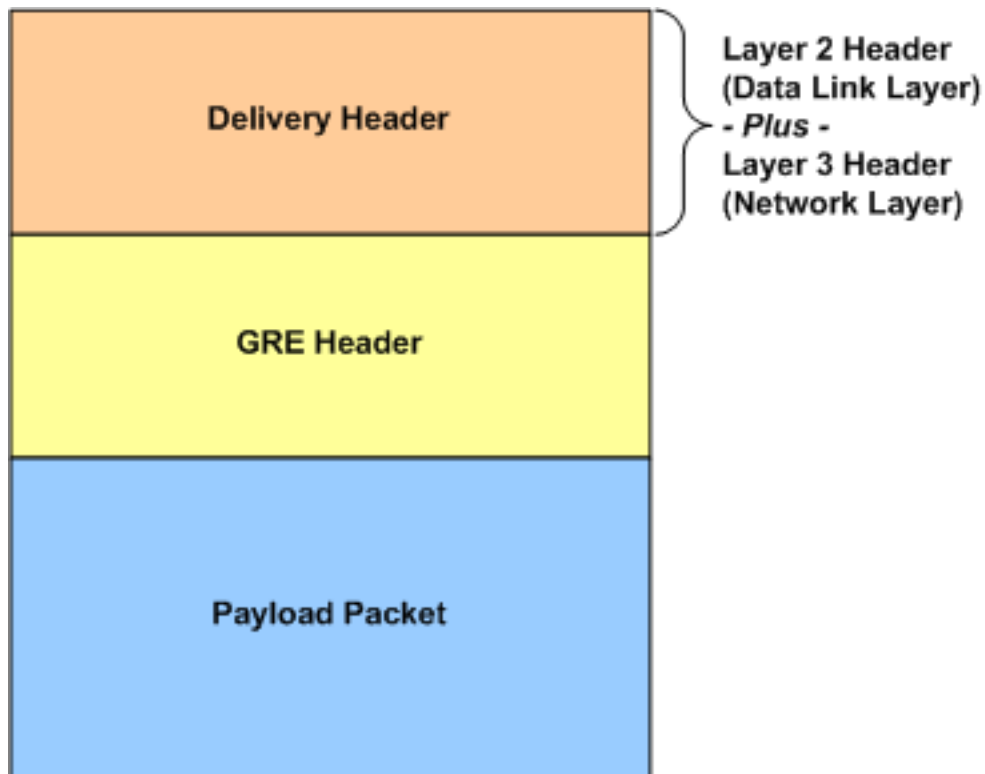 Delivery Header
Layer 2 Header
(Data Link Layer)
- Plus -
Layer 3 Header
(Network Layer)
GRE Header
Payload Packet